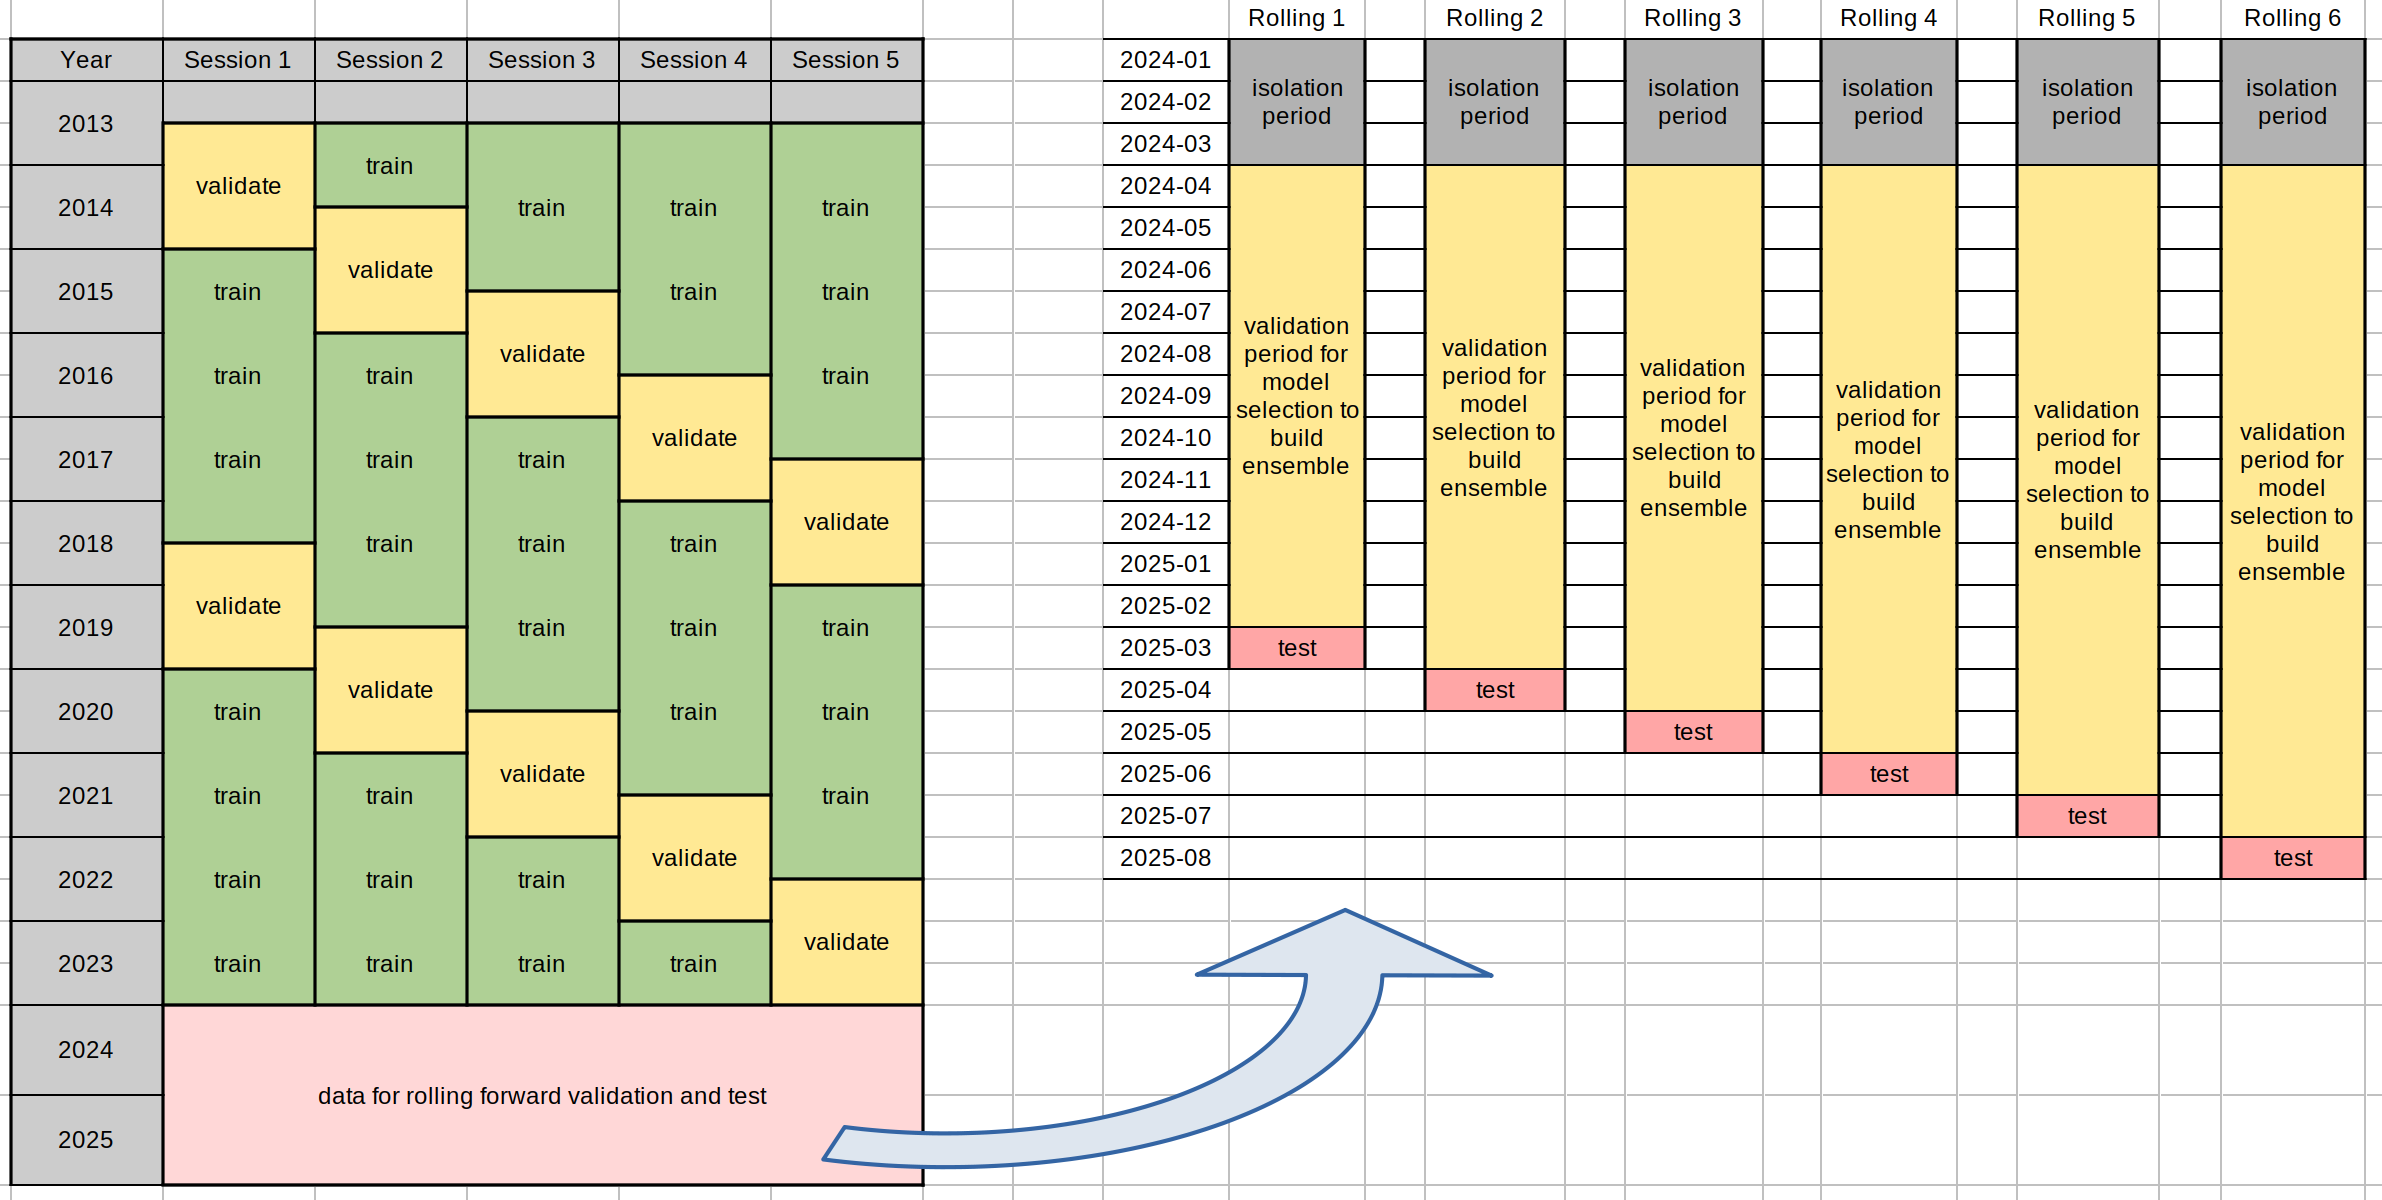 Rolling 1 Rolling 2 Rolling 3 Rolling 4 Rolling 5 Rolling 6
Year Session 1 Session 2 Session 3 Session 4 Session 5
2013
2014
2015
2016
2017
2018
2019
2020
2021
2022
2023
2024
2025
validate
train
train
train
validate
train
train
train
train
train
validate
train
train
train
validate
train
train
train
train
validate
train
train
train
validate
train
train
train
validate
train
train
train
validate
train
train
train
train
validate
train
train
train
validate
data for rolling forward validation and test
2024-01
2024-02
2024-03
2024-04
2024-05
2024-06
2024-07
2024-08
2024-09
2024-10
2024-11
2024-12
2025-01
2025-02
2025-03
2025-04
2025-05
2025-06
2025-07
2025-08
isolation
period
validation
period for
model
selection to
build
ensemble
test
isolation
period
validation
period for
model
selection to
build
ensemble
test
isolation
period
validation
period for
model
selection to
build
ensemble
test
isolation
period
validation
period for
model
selection to
build
ensemble
test
isolation
period
validation
period for
model
selection to
build
ensemble
test
isolation
period
validation
period for
model
selection to
build
ensemble
test